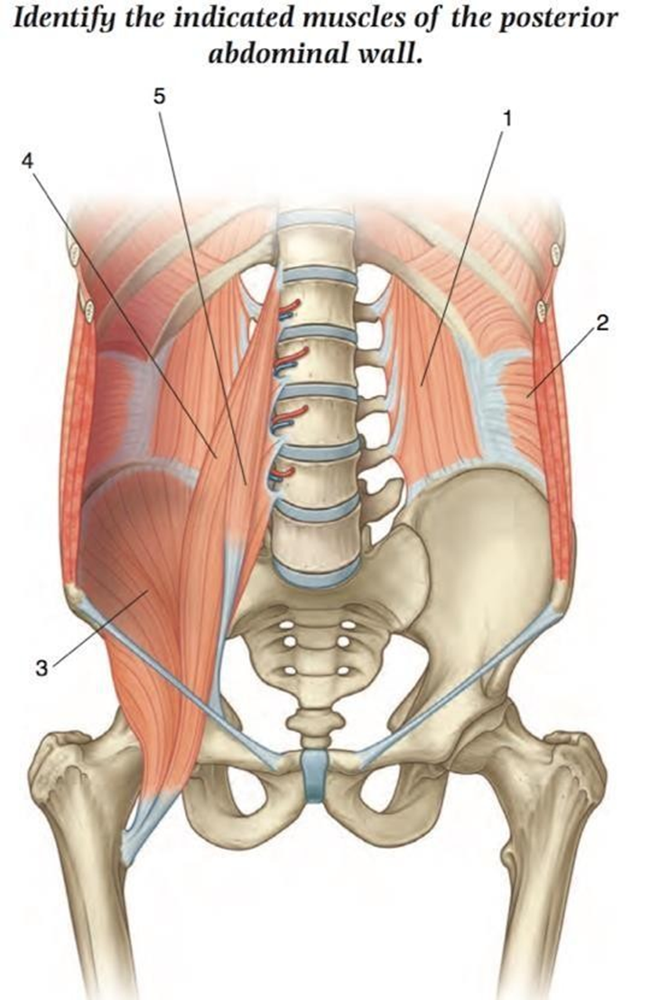 Identify the indicated muscles of the posterior
abdominal wall.
5
1
4
2
3